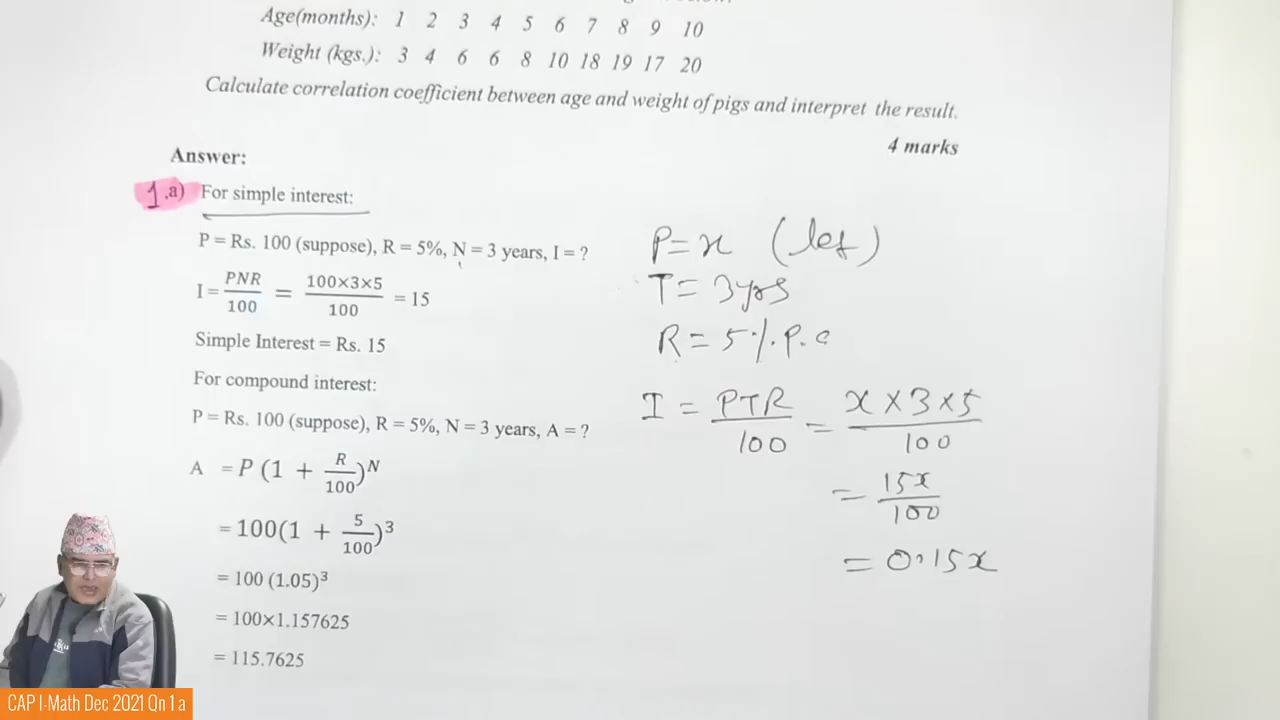 Age(months): 1 2 3 4 5 6 7 8 9 10
Weight (kgs.): 3 4 6 6 8 10 18 19 17 20
Calculate correlation coefficient between age and weight of pigs and interpret the result.
4 marks
Answer:
1.a) For simple interest:
P = Rs. 100 (suppose), R = 5%, N = 3 years, I = ?
I = PNR/100 = 100×3×5/100 = 15
Simple Interest = Rs. 15
For compound interest:
P = Rs. 100 (suppose), R = 5%, N = 3 years, A = ?
A = P (1 + R/100)^N
= 100(1 + 5/100)^3
= 100 (1.05)³
= 100×1.157625
= 115.7625
P = x (let)
T = 3 yrs
R = 5 % P.a
I = PTR/100 = x × 3 × 5/100
= 15x/100
= 0.15x
CAP I-Math Dec 2021 Qn 1 a